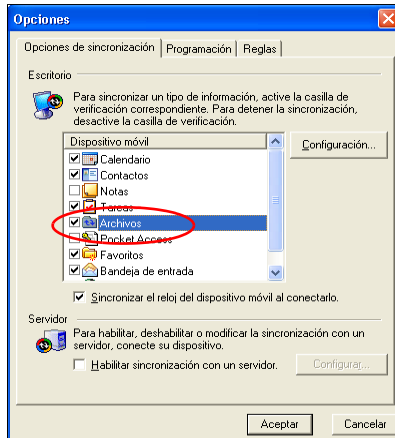 Opciones
Opciones de sincronización Programación Reglas
Escritorio
Para sincronizar un tipo de información, active la casilla de
verificación correspondiente. Para detener la sincronización,
desactive la casilla de verificación.
Dispositivo móvil
Configuración...
Calendario
Contactos
Notas
Tareas
Archivos
Pocket Access
Favoritos
Bandeja de entrada
Sincronizar el reloj del dispositivo móvil al conectarlo.
Servidor
Para habilitar, deshabilitar o modificar la sincronización con un
servidor, conecte su dispositivo.
Habilitar sincronización con un servidor. Configurar...
Aceptar Cancelar